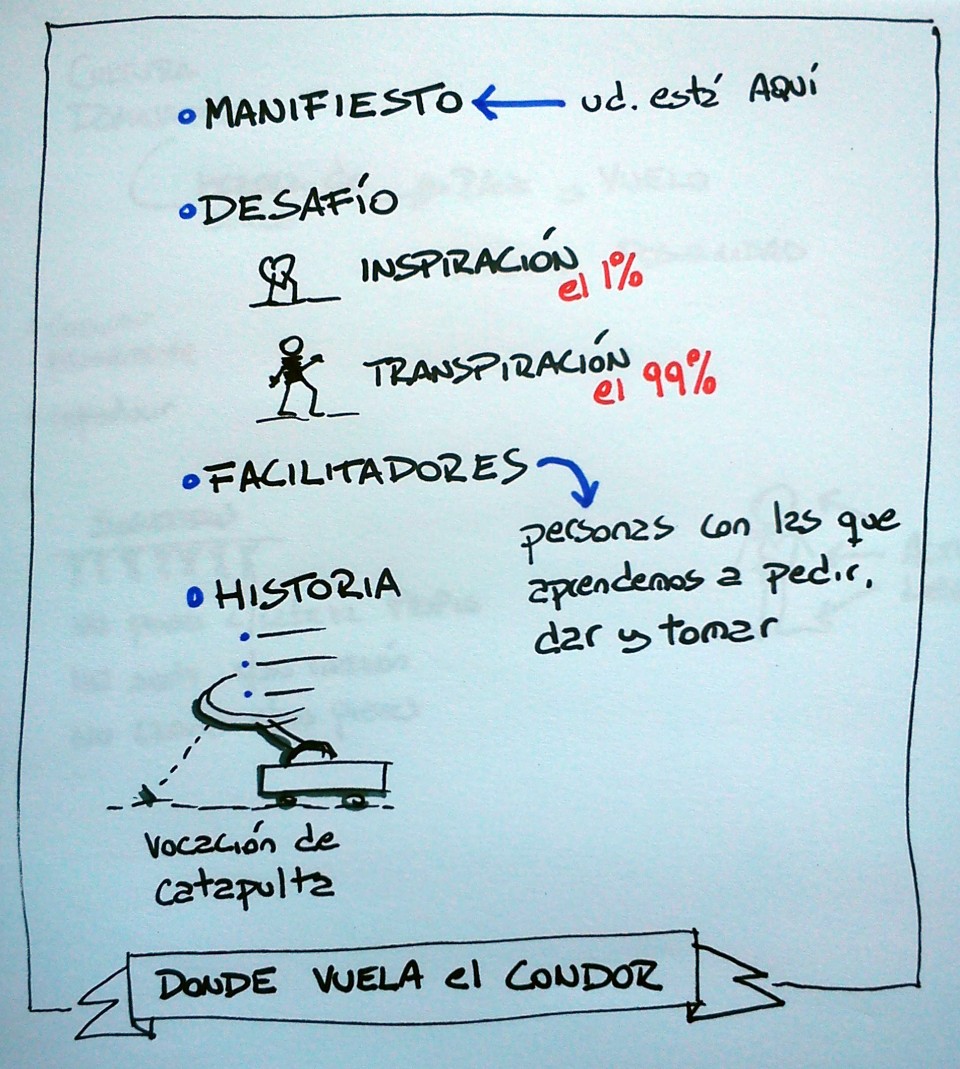 • MANIFIESTO ← ud. está AQUÍ
• DESAFÍO
INSPIRACIÓN
el 1%
TRANSPIRACIÓN
el 99%
• FACILITADORES
personas con las que
aprendemos a pedir,
dar y tomar
• HISTORIA
Vocación de
catapulta
DONDE VUELA el CONDOR